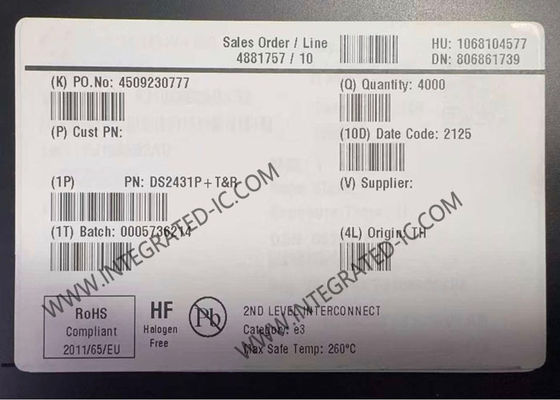 Sales Order / Line
4881757 / 10
HU: 1068104577
DN: 806861739
(K) PO.No: 4509230777
(Q) Quantity: 4000
(P) Cust PN:
(10D) Date Code: 2125
(1P) PN: DS2431P+T&R
(V) Supplier:
(1T) Batch: 0005736214
(4L) Origin: TH
RoHS
Compliant
2011/65/EU
HF
Halogen
Free
Pb
2ND LEVEL INTERCONNECT
Category: e3
Max Safe Temp: 260°C
WWW.INTEGRATED-IC.COM
WWW.INTEGRATED-IC.COM